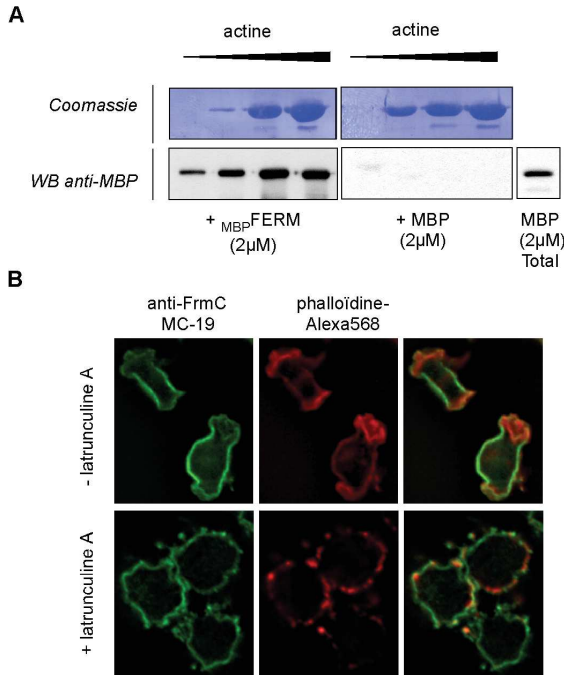 A
actine
actine
Coomassie
WB anti-MBP
+ MBPFERM
(2µM)
+ MBP
(2µM)
MBP
(2µM)
Total
B
anti-FrmC
MC-19
phalloïdine-
Alexa568
- latrunculine A
+ latrunculine A